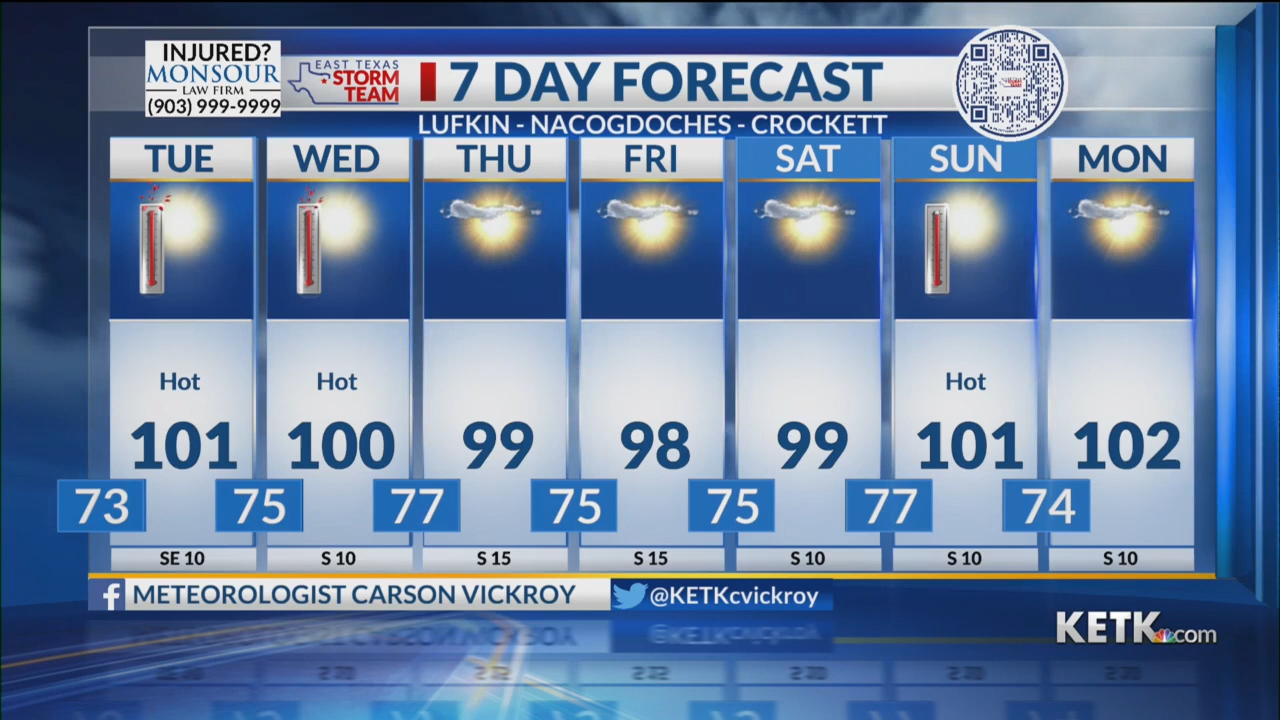 INJURED?
MONSOUR
LAW FIRM
(903) 999-9999
EAST TEXAS
STORM
TEAM
7 DAY FORECAST
LUFKIN - NACOGDOCHES - CROCKETT
TUE WED THU FRI SAT SUN MON
Hot Hot Hot
101 100 99 98 99 101 102
73 75 77 75 75 77 74
SE 10 S 10 S 15 S 15 S 10 S 10 S 10
f METEOROLOGIST CARSON VICKROY @KETKcvickroy
KETK.com